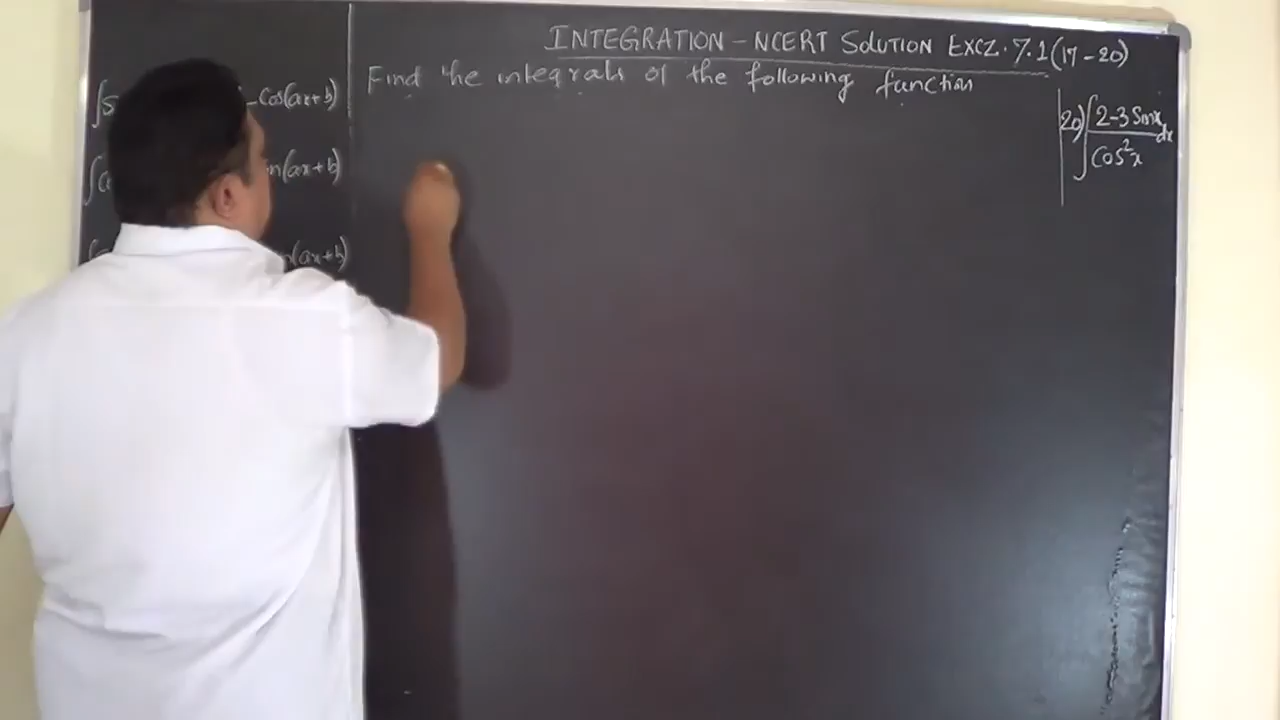 INTEGRATION - NCERT SOLUTION EXCZ. 7.1 (17-20)
Find the integrals of the following function
∫S
-Cos(ax+b)
n(ax+b)
(ax+b)
20) ∫ 2-3 Sinx dx
Cos²x